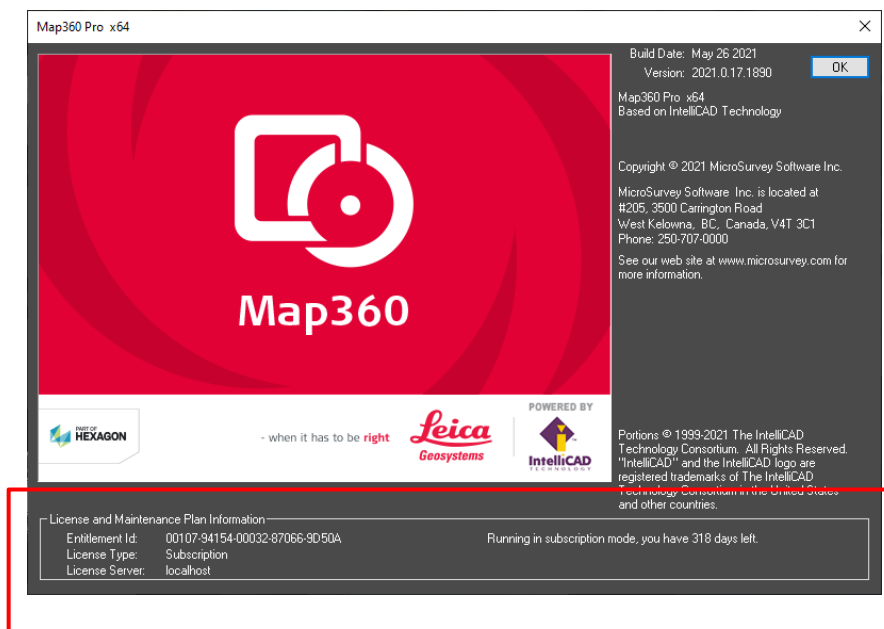 Map360 Pro x64
Build Date: May 26 2021
Version: 2021.0.17.1890
OK
Map360 Pro x64
Based on IntelliCAD Technology
Copyright © 2021 MicroSurvey Software Inc.
MicroSurvey Software Inc. is located at
#205, 3500 Carrington Road
West Kelowna, BC, Canada, V4T 3C1
Phone: 250-707-0000
See our web site at www.microsurvey.com for
more information.
Map360
PART OF
HEXAGON
- when it has to be right
Leica
Geosystems
POWERED BY
IntelliCAD
TECHNOLOGY
Portions © 1999-2021 The IntelliCAD
Technology Consortium. All Rights Reserved.
"IntelliCAD" and the IntelliCAD logo are
registered trademarks of The IntelliCAD
Technology Consortium in the United States
and other countries.
License and Maintenance Plan Information
Entitlement Id: 00107-94154-00032-87066-9D50A
Running in subscription mode, you have 318 days left.
License Type: Subscription
License Server: localhost